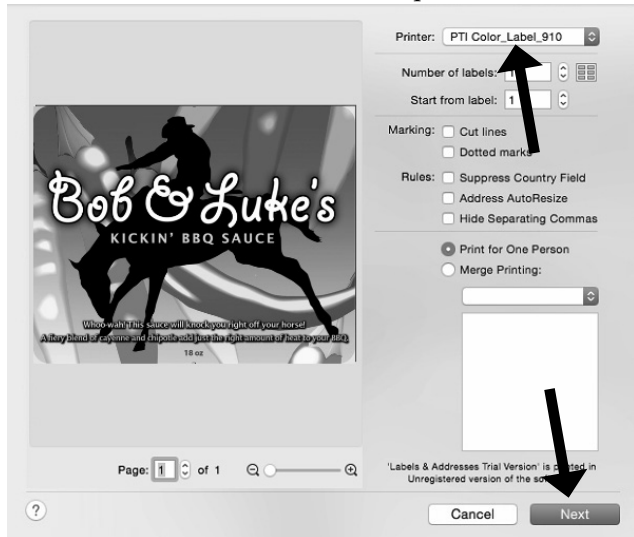 Printer: PTI Color_Label_910
Number of labels: 1
Start from label: 1
Marking: Cut lines
Dotted marks
Rules: Suppress Country Field
Address AutoResize
Hide Separating Commas
Print for One Person
Merge Printing:
Bob & Luke's
KICKIN' BBQ SAUCE
Whoo-wah! This sauce will knock you right off your horse!
A fiery blend of cayenne and chipotle add just the right amount of heat to your BBQ.
18 oz
Page: 1 of 1
'Labels & Addresses Trial Version' is printed in
Unregistered version of the
? Cancel Next